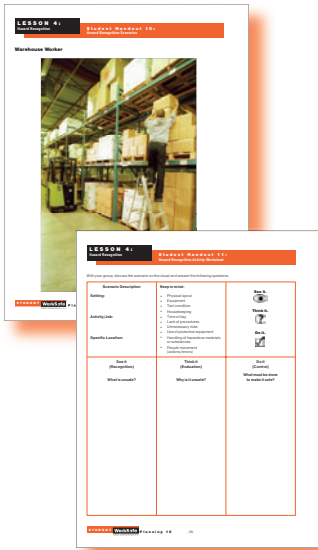 LESSON 4:
Hazard Recognition
Student Handout 10:
Hazard Recognition Scenarios
Warehouse Worker
STUDENT WorkSafe
LESSON 4:
Hazard Recognition
Student Handout 11:
Hazard Recognition Activity Worksheet
With your group, discuss the scenario on the visual and answer the following questions.
Scenario Description
Setting:
Activity/Job:
Specific Location:
Keep in mind:
• Physical layout
• Equipment
• Tool condition
• Housekeeping
• Time of day
• Lack of procedures
• Unnecessary risks
• Use of protective equipment
• Handling of hazardous materials
or substances
• People movement
(actions/errors)
See it.
Think it.
Do it.
See it
(Recognition)
What is unsafe?
Think it
(Evaluation)
Why is it unsafe?
Do it
(Control)
What must be done
to make it safe?
STUDENT WorkSafe Planning 10